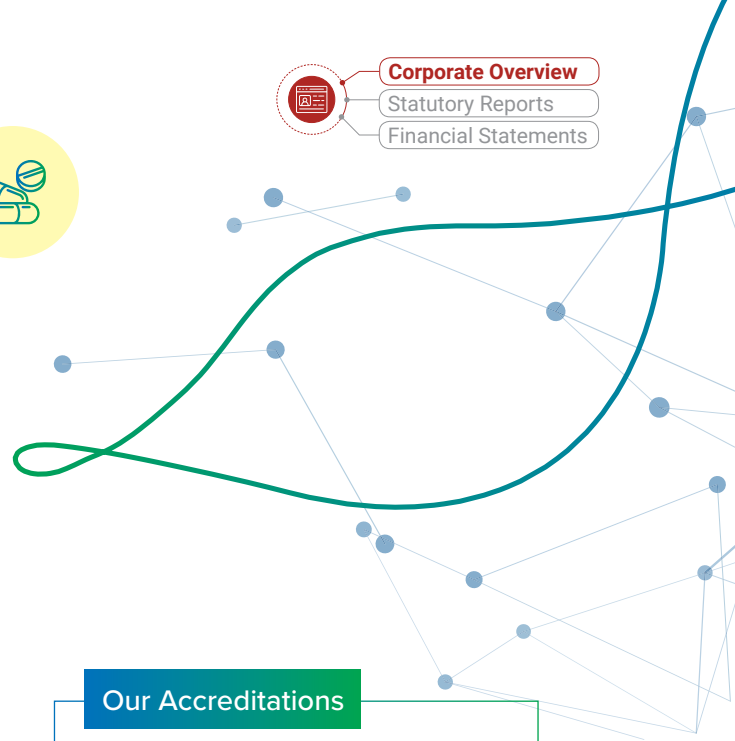 Corporate Overview
Statutory Reports
Financial Statements
Our Accreditations